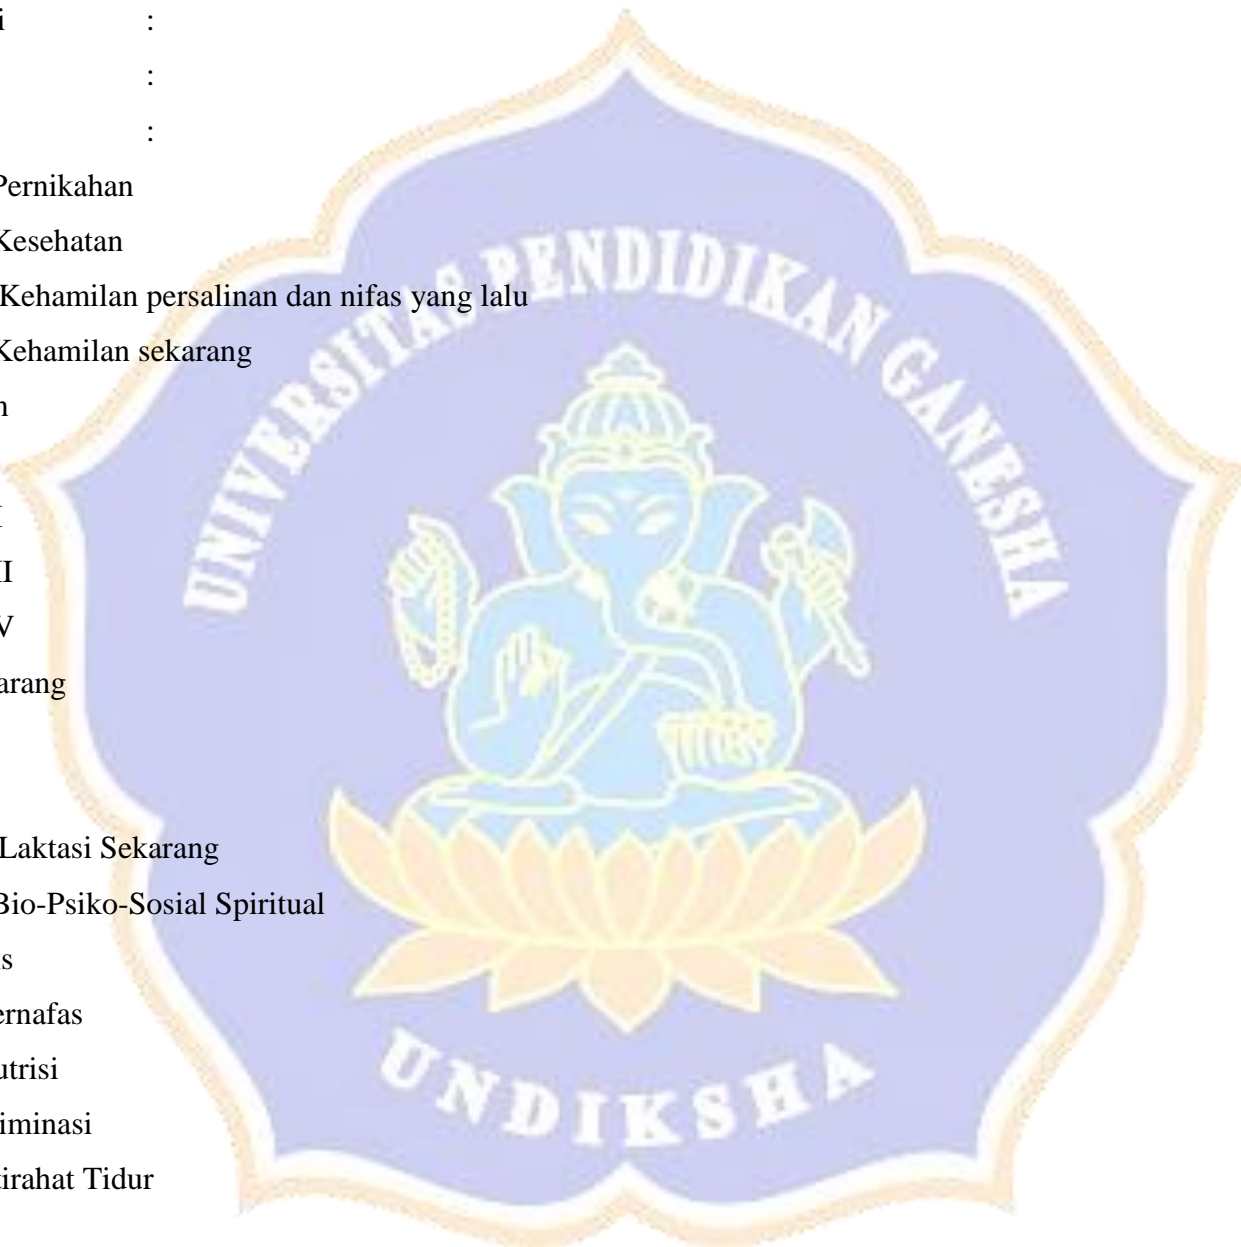 i :
:
:
Pernikahan
Kesehatan
Kehamilan persalinan dan nifas yang lalu
Kehamilan sekarang
n
I
II
V
arang
Laktasi Sekarang
Bio-Psiko-Sosial Spiritual
is
ernafas
utrisi
iminasi
tirahat Tidur
UNIVERSITAS PENDIDIKAN GANESHA
UNDIKSHA